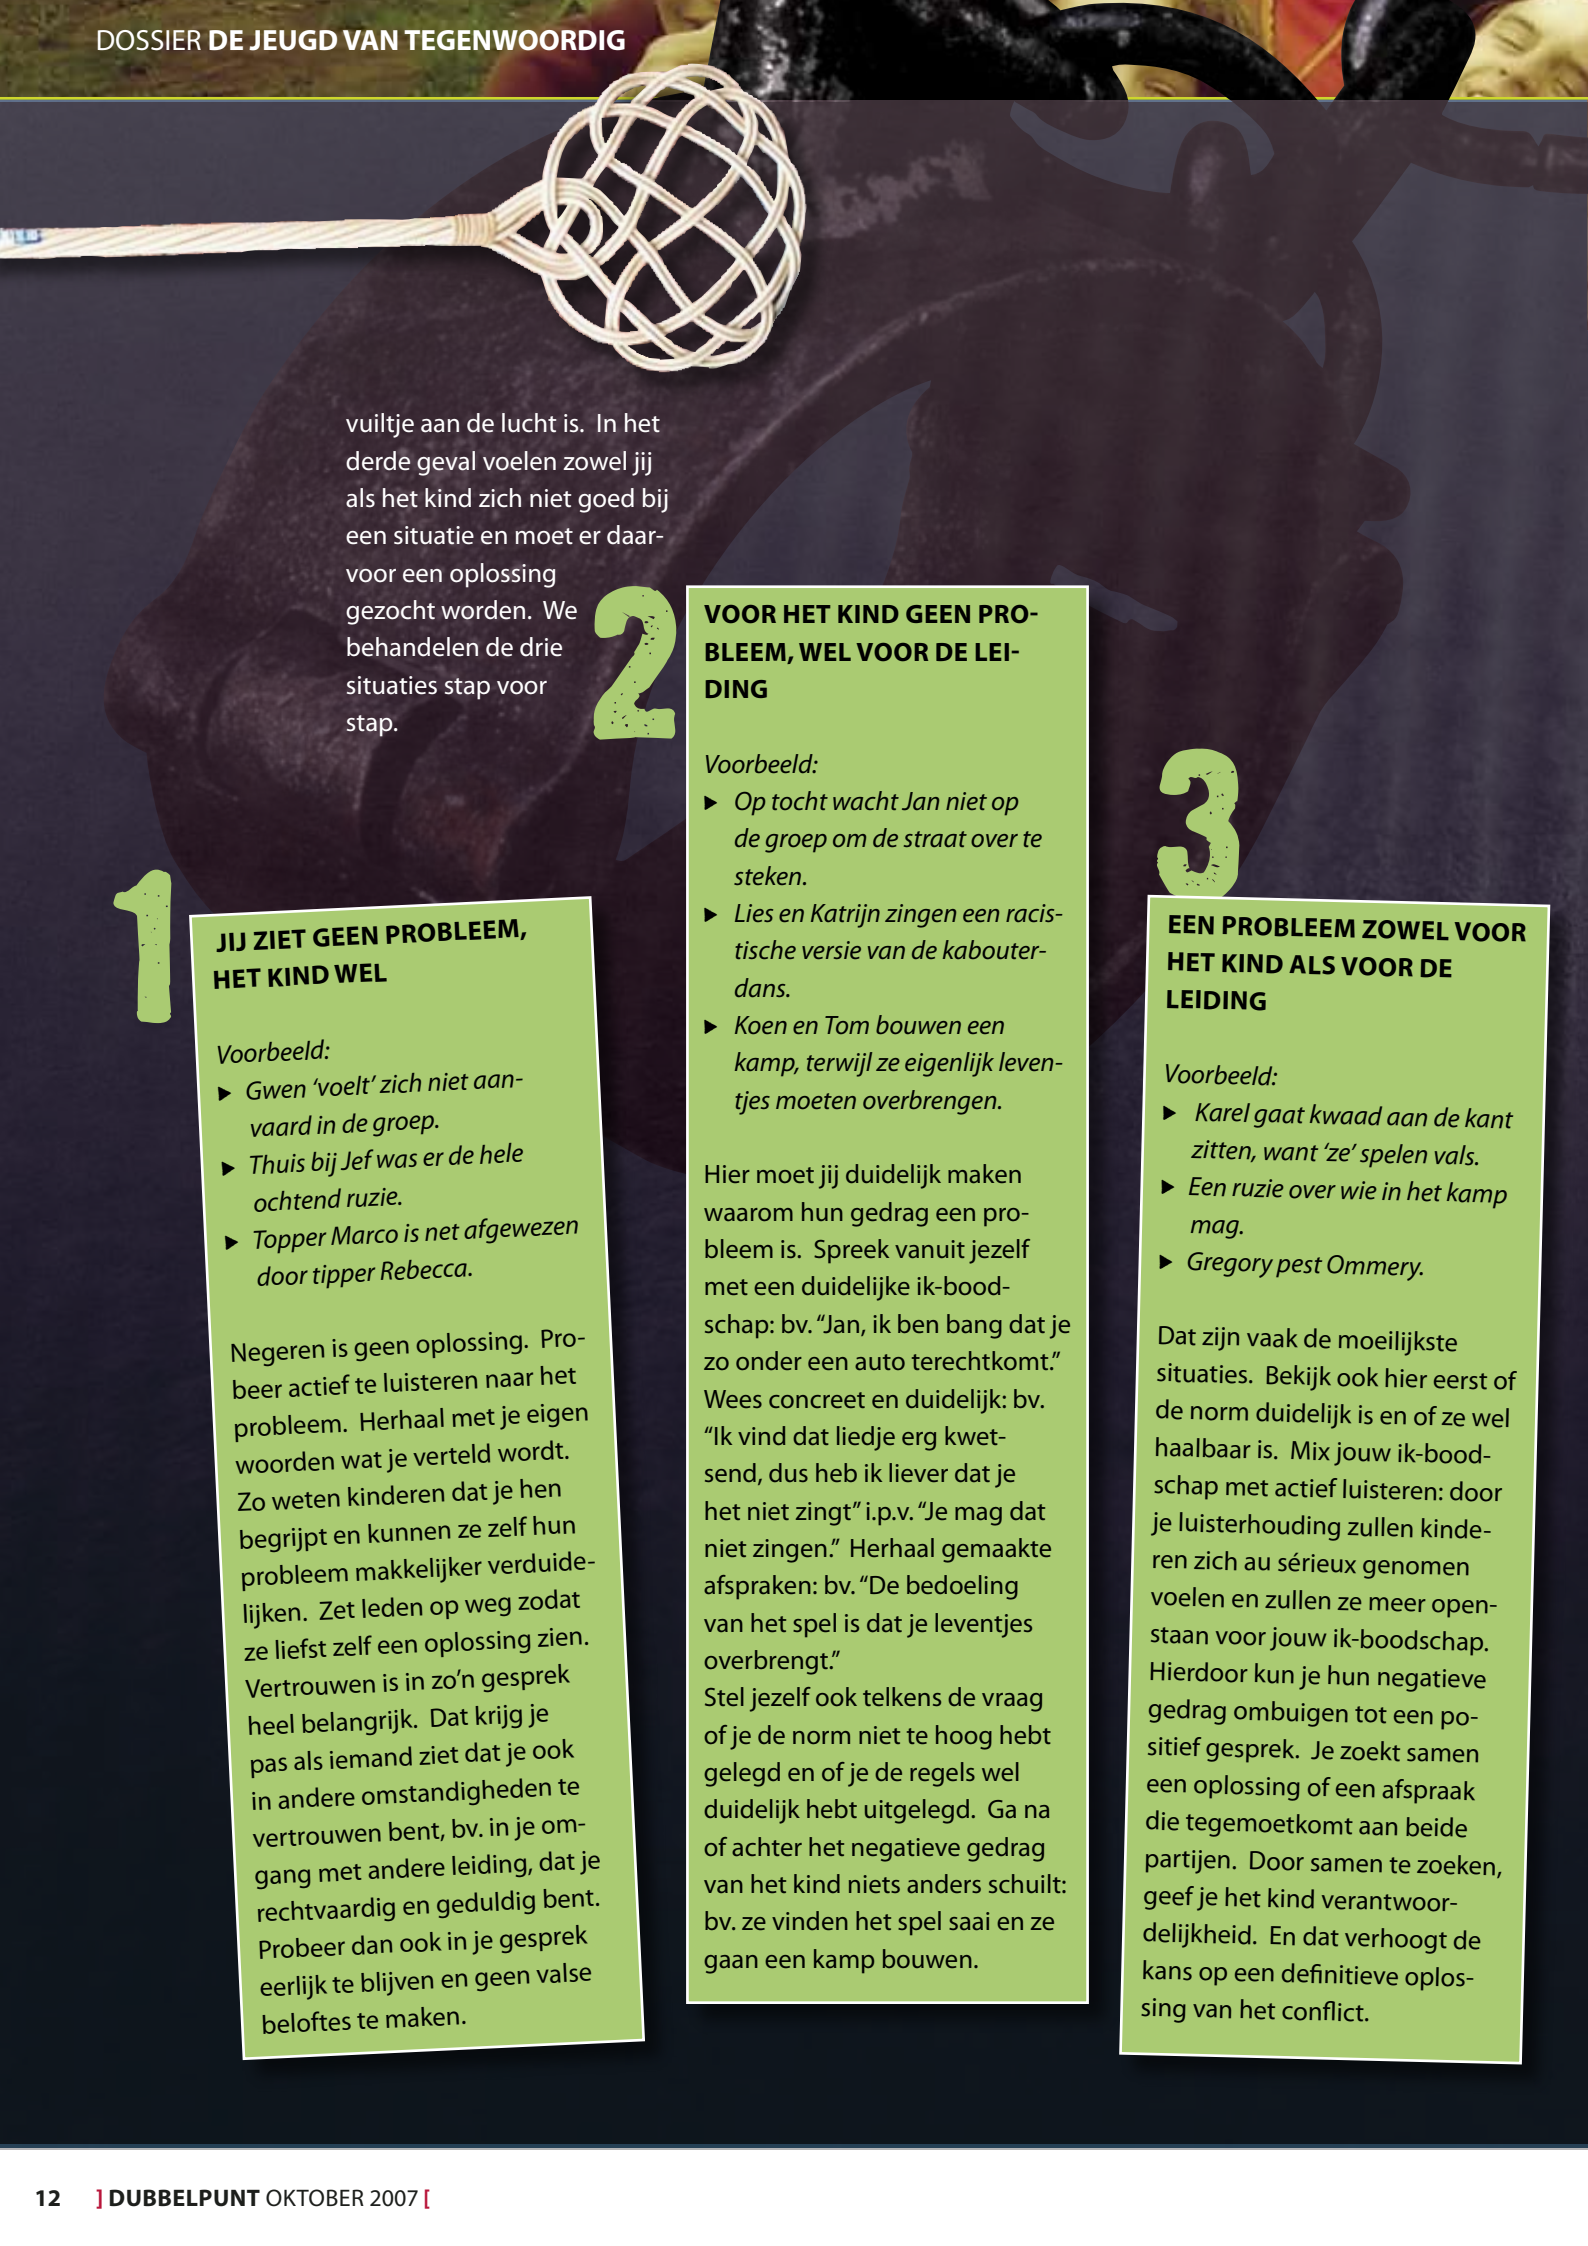 DOSSIER DE JEUGD VAN TEGENWOORDIG
vuiltje aan de lucht is. In het
derde geval voelen zowel jij
als het kind zich niet goed bij
een situatie en moet er daar-
voor een oplossing
gezocht worden. We
behandelen de drie
situaties stap voor
stap.
1
JIJ ZIET GEEN PROBLEEM,
HET KIND WEL
Voorbeeld:
▶ Gwen ‘voelt’ zich niet aan-
vaard in de groep.
▶ Thuis bij Jef was er de hele
ochtend ruzie.
▶ Topper Marco is net afgewezen
door tipper Rebecca.
Negeren is geen oplossing. Pro-
beer actief te luisteren naar het
probleem. Herhaal met je eigen
woorden wat je verteld wordt.
Zo weten kinderen dat je hen
begrijpt en kunnen ze zelf hun
probleem makkelijker verduide-
lijken. Zet leden op weg zodat
ze liefst zelf een oplossing zien.
Vertrouwen is in zo’n gesprek
heel belangrijk. Dat krijg je
pas als iemand ziet dat je ook
in andere omstandigheden te
vertrouwen bent, bv. in je om-
gang met andere leiding, dat je
rechtvaardig en geduldig bent.
Probeer dan ook in je gesprek
eerlijk te blijven en geen valse
beloftes te maken.
2
VOOR HET KIND GEEN PRO-
BLEEM, WEL VOOR DE LEI-
DING
Voorbeeld:
▶ Op tocht wacht Jan niet op
de groep om de straat over te
steken.
▶ Lies en Katrijn zingen een racis-
tische versie van de kabouter-
dans.
▶ Koen en Tom bouwen een
kamp, terwijl ze eigenlijk leven-
tjes moeten overbrengen.
Hier moet jij duidelijk maken
waarom hun gedrag een pro-
bleem is. Spreek vanuit jezelf
met een duidelijke ik-bood-
schap: bv. “Jan, ik ben bang dat je
zo onder een auto terechtkomt.”
Wees concreet en duidelijk: bv.
“Ik vind dat liedje erg kwet-
send, dus heb ik liever dat je
het niet zingt” i.p.v. “Je mag dat
niet zingen.” Herhaal gemaakte
afspraken: bv. “De bedoeling
van het spel is dat je leventjes
overbrengt.”
Stel jezelf ook telkens de vraag
of je de norm niet te hoog hebt
gelegd en of je de regels wel
duidelijk hebt uitgelegd. Ga na
of achter het negatieve gedrag
van het kind niets anders schuilt:
bv. ze vinden het spel saai en ze
gaan een kamp bouwen.
3
EEN PROBLEEM ZOWEL VOOR
HET KIND ALS VOOR DE
LEIDING
Voorbeeld:
▶ Karel gaat kwaad aan de kant
zitten, want ‘ze’ spelen vals.
▶ Een ruzie over wie in het kamp
mag.
▶ Gregory pest Ommery.
Dat zijn vaak de moeilijkste
situaties. Bekijk ook hier eerst of
de norm duidelijk is en of ze wel
haalbaar is. Mix jouw ik-bood-
schap met actief luisteren: door
je luisterhouding zullen kinde-
ren zich au sérieux genomen
voelen en zullen ze meer open-
staan voor jouw ik-boodschap.
Hierdoor kun je hun negatieve
gedrag ombuigen tot een po-
sitief gesprek. Je zoekt samen
een oplossing of een afspraak
die tegemoetkomt aan beide
partijen. Door samen te zoeken,
geef je het kind verantwoor-
delijkheid. En dat verhoogt de
kans op een definitieve oplos-
sing van het conflict.
12 ] DUBBELPUNT OKTOBER 2007 [